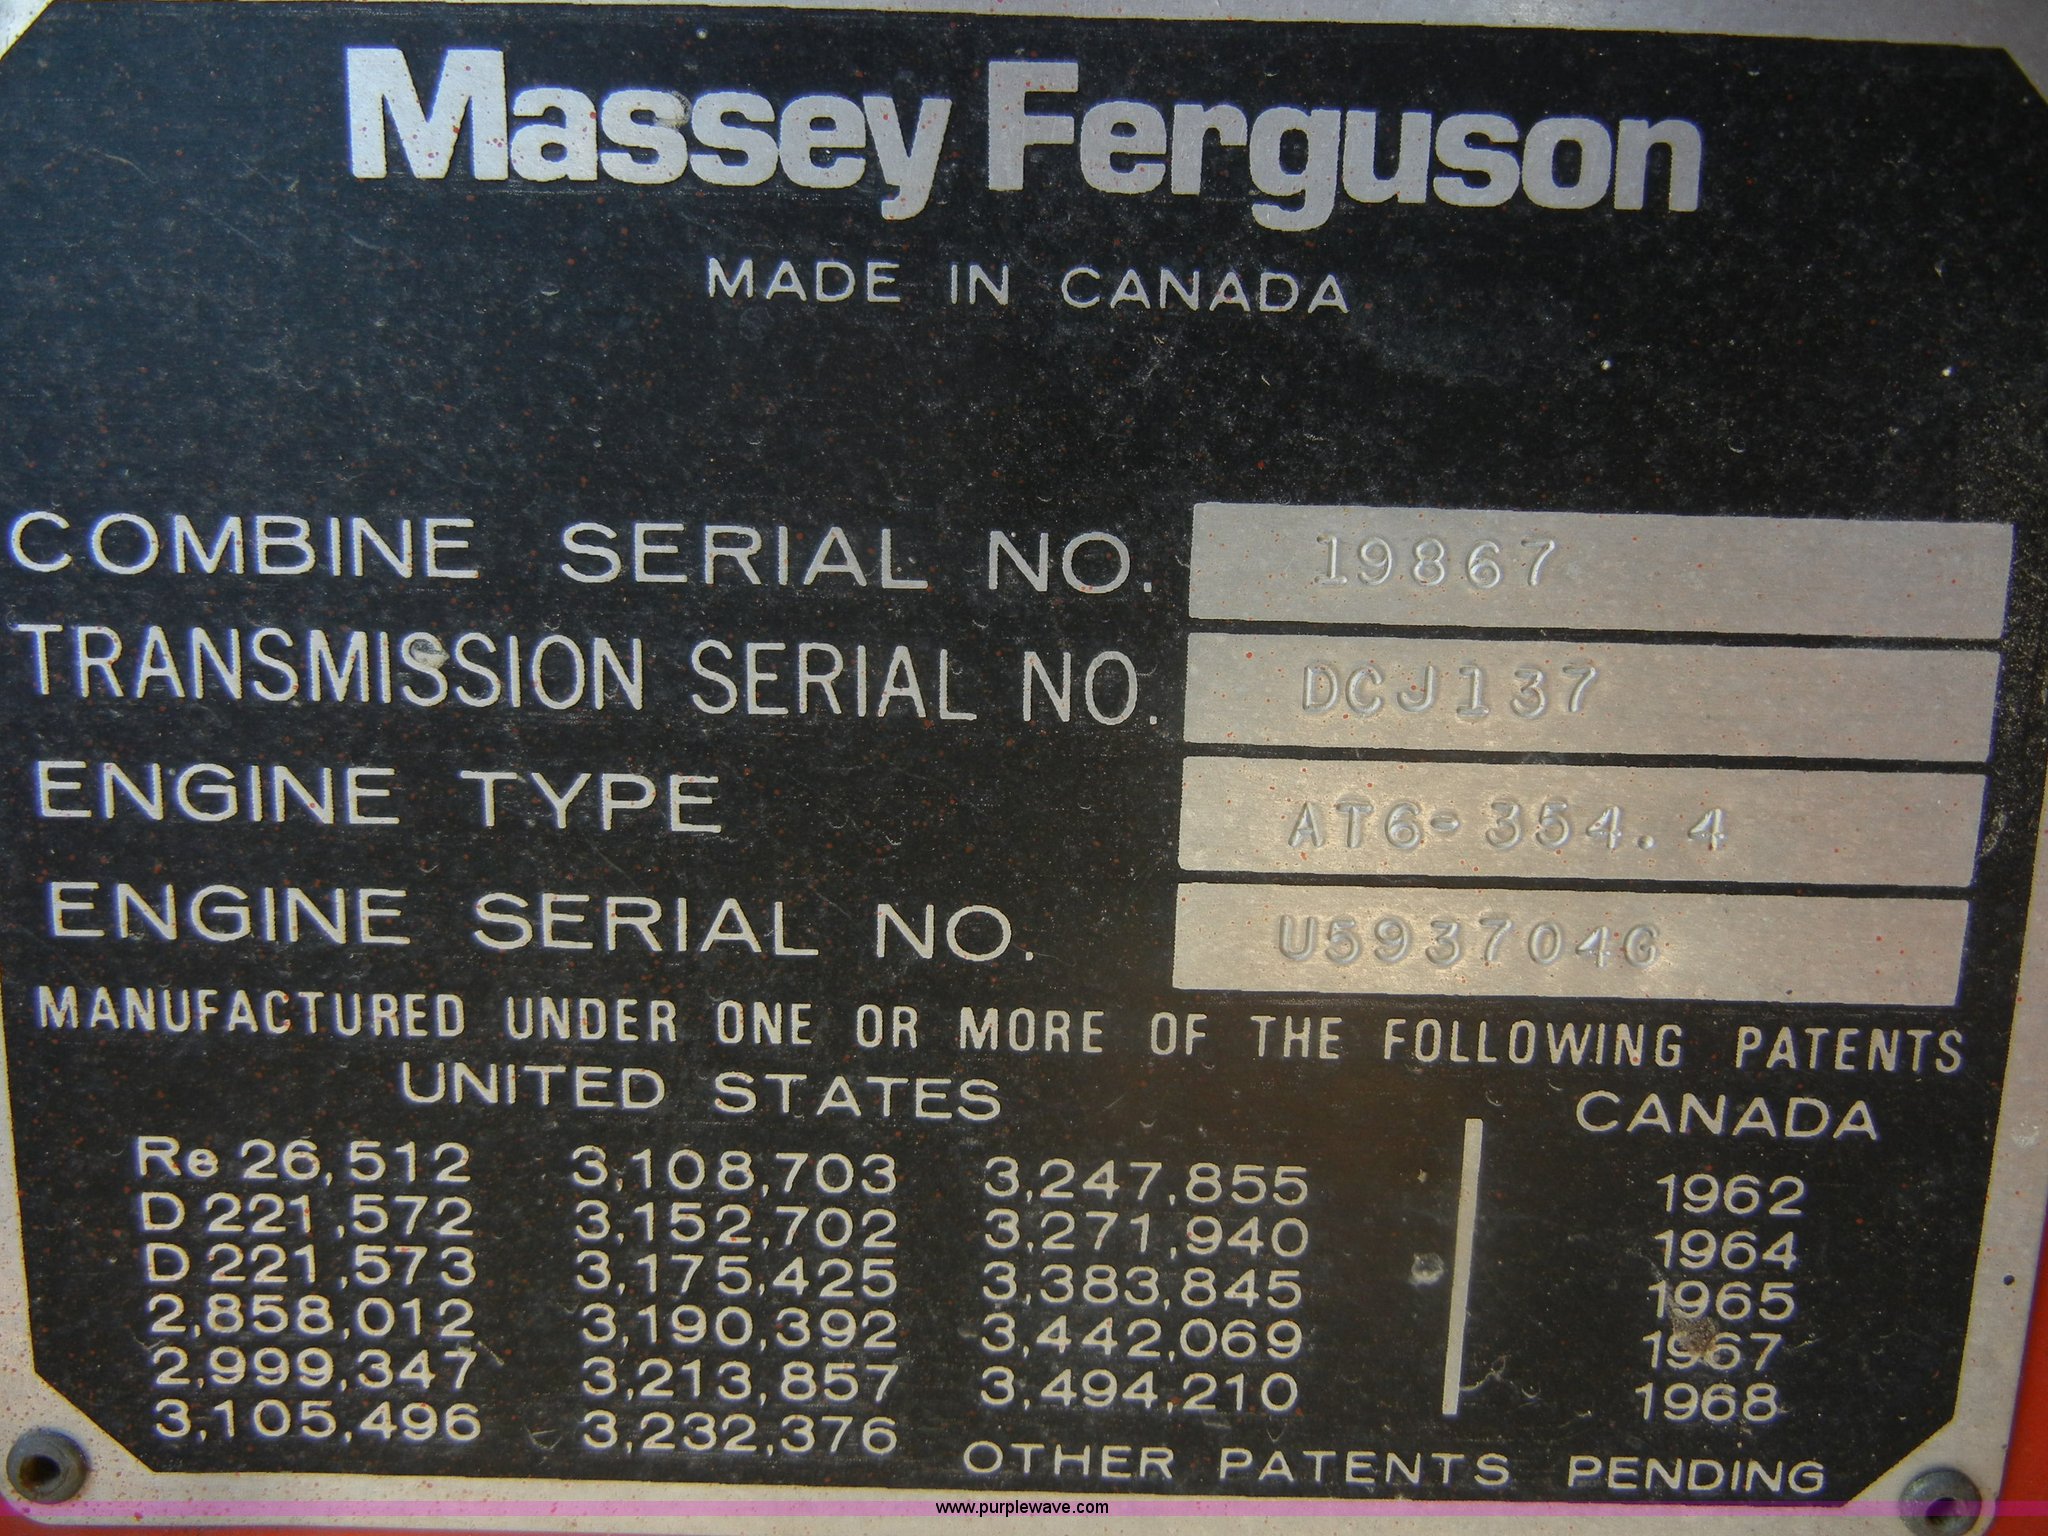 Massey Ferguson
MADE IN CANADA
COMBINE SERIAL NO. 19867
TRANSMISSION SERIAL NO. DCJ137
ENGINE TYPE AT6-354.4
ENGINE SERIAL NO. U593704G
MANUFACTURED UNDER ONE OR MORE OF THE FOLLOWING PATENTS
UNITED STATES CANADA
Re 26,512 3,108,703 3,247,855 1962
D 221,572 3,152,702 3,271,940 1964
D 221,573 3,175,425 3,383,845 1965
2,858,012 3,190,392 3,442,069 1967
2,999,347 3,213,857 3,494,210 1968
3,105,496 3,232,376 OTHER PATENTS PENDING
www.purplewave.com